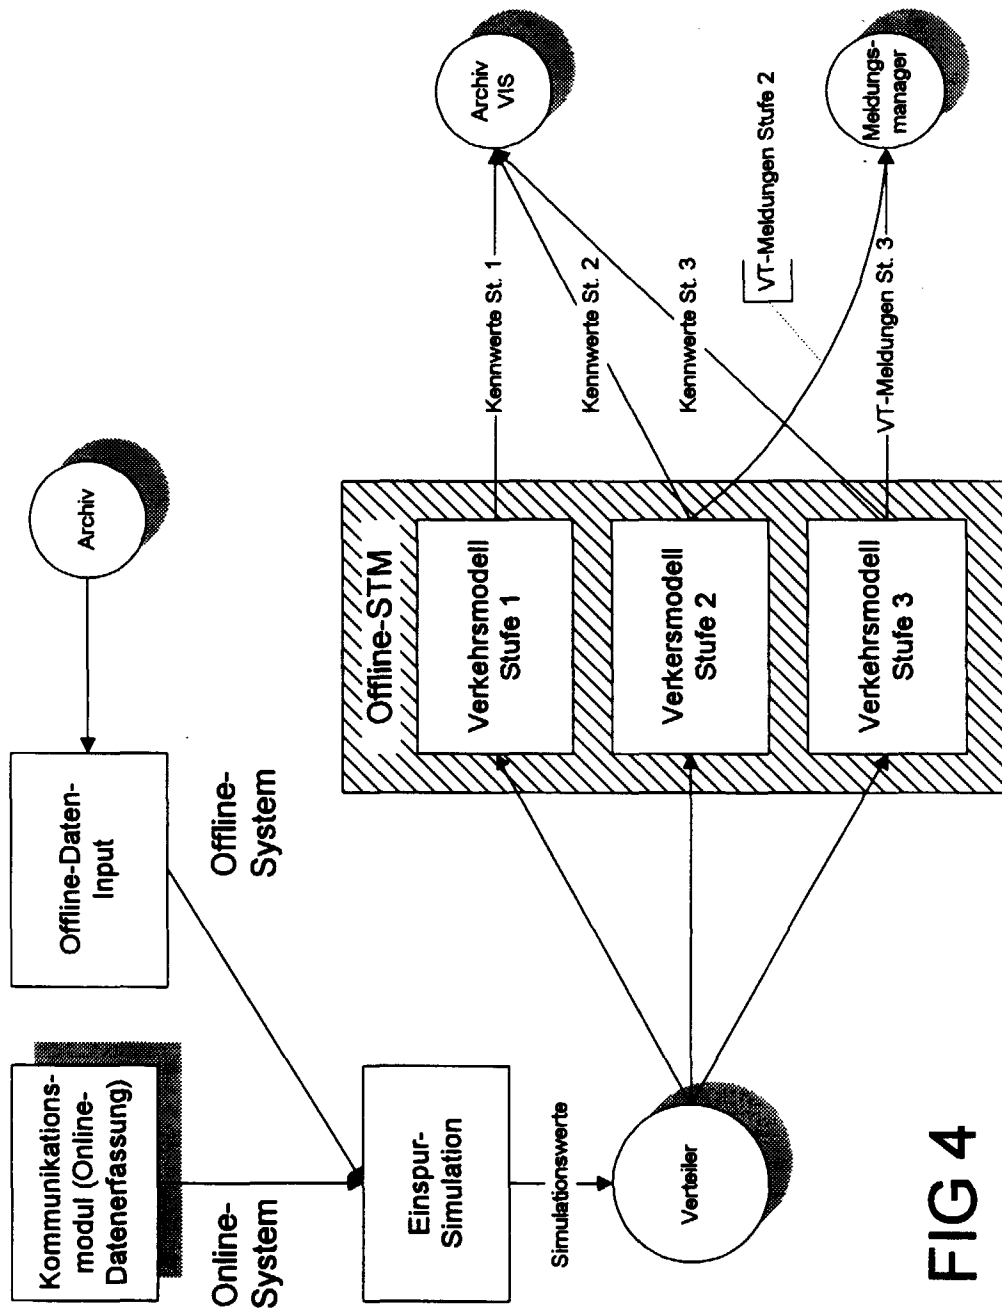 Kommunikations-
modul (Online-
Datenerfassung)
Offline-Daten-
Input
Archiv
Online-
System
Offline-
System
Einspur-
Simulation
Simulationswerte
Verteiler
Offline-STM
Verkehrsmodell
Stufe 1
Verkersmodell
Stufe 2
Verkehrsmodell
Stufe 3
Kennwerte St. 1
Kennwerte St. 2
Kennwerte St. 3
VT-Meldungen Stufe 2
VT-Meldungen St. 3
Archiv
VIS
Meldungs-
manager
FIG 4